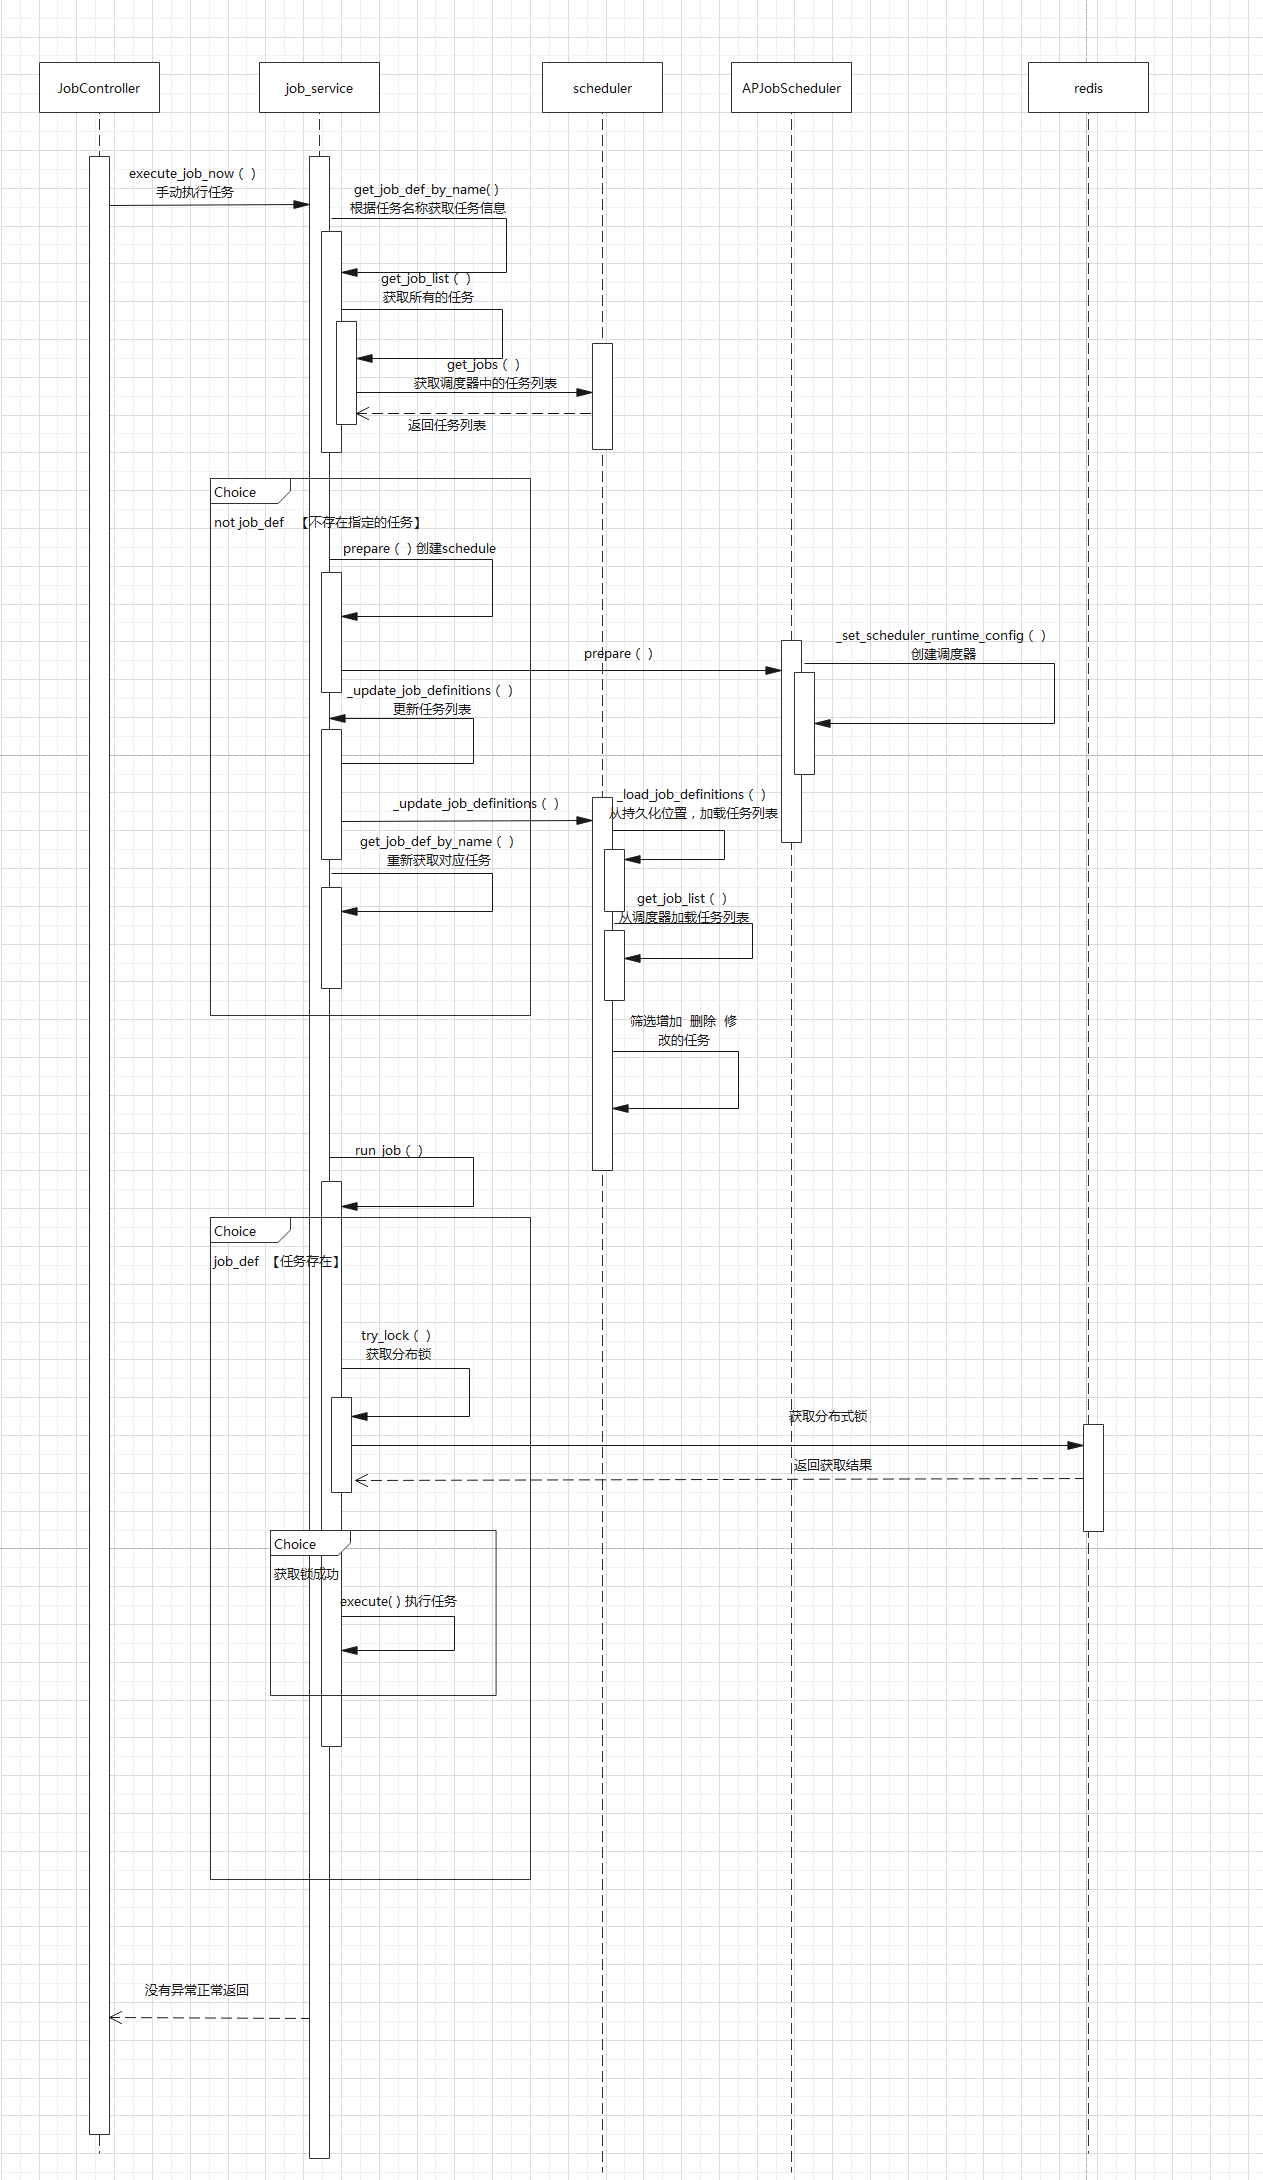 JobController
job_service
scheduler
APJobScheduler
redis
execute_job_now（ ）
手动执行任务
get_job_def_by_name( )
根据任务名称获取任务信息
get_job_list（ ）
获取所有的任务
get_jobs（ ）
获取调度器中的任务列表
返回任务列表
Choice
not job_def 【不存在指定的任务】
prepare（ ）创建schedule
_set_scheduler_runtime_config（ ）
创建调度器
prepare（ ）
_update_job_definitions（ ）
更新任务列表
_load_job_definitions（ ）
从持久化位置，加载任务列表
_update_job_definitions（ ）
get_job_def_by_name（ ）
重新获取对应任务
get_job_list（ ）
从调度器加载任务列表
筛选增加 删除 修
改的任务
run_job（ ）
Choice
job_def 【任务存在】
try_lock（ ）
获取分布锁
获取分布式锁
返回获取结果
Choice
获取锁成功
execute( ) 执行任务
没有异常正常返回